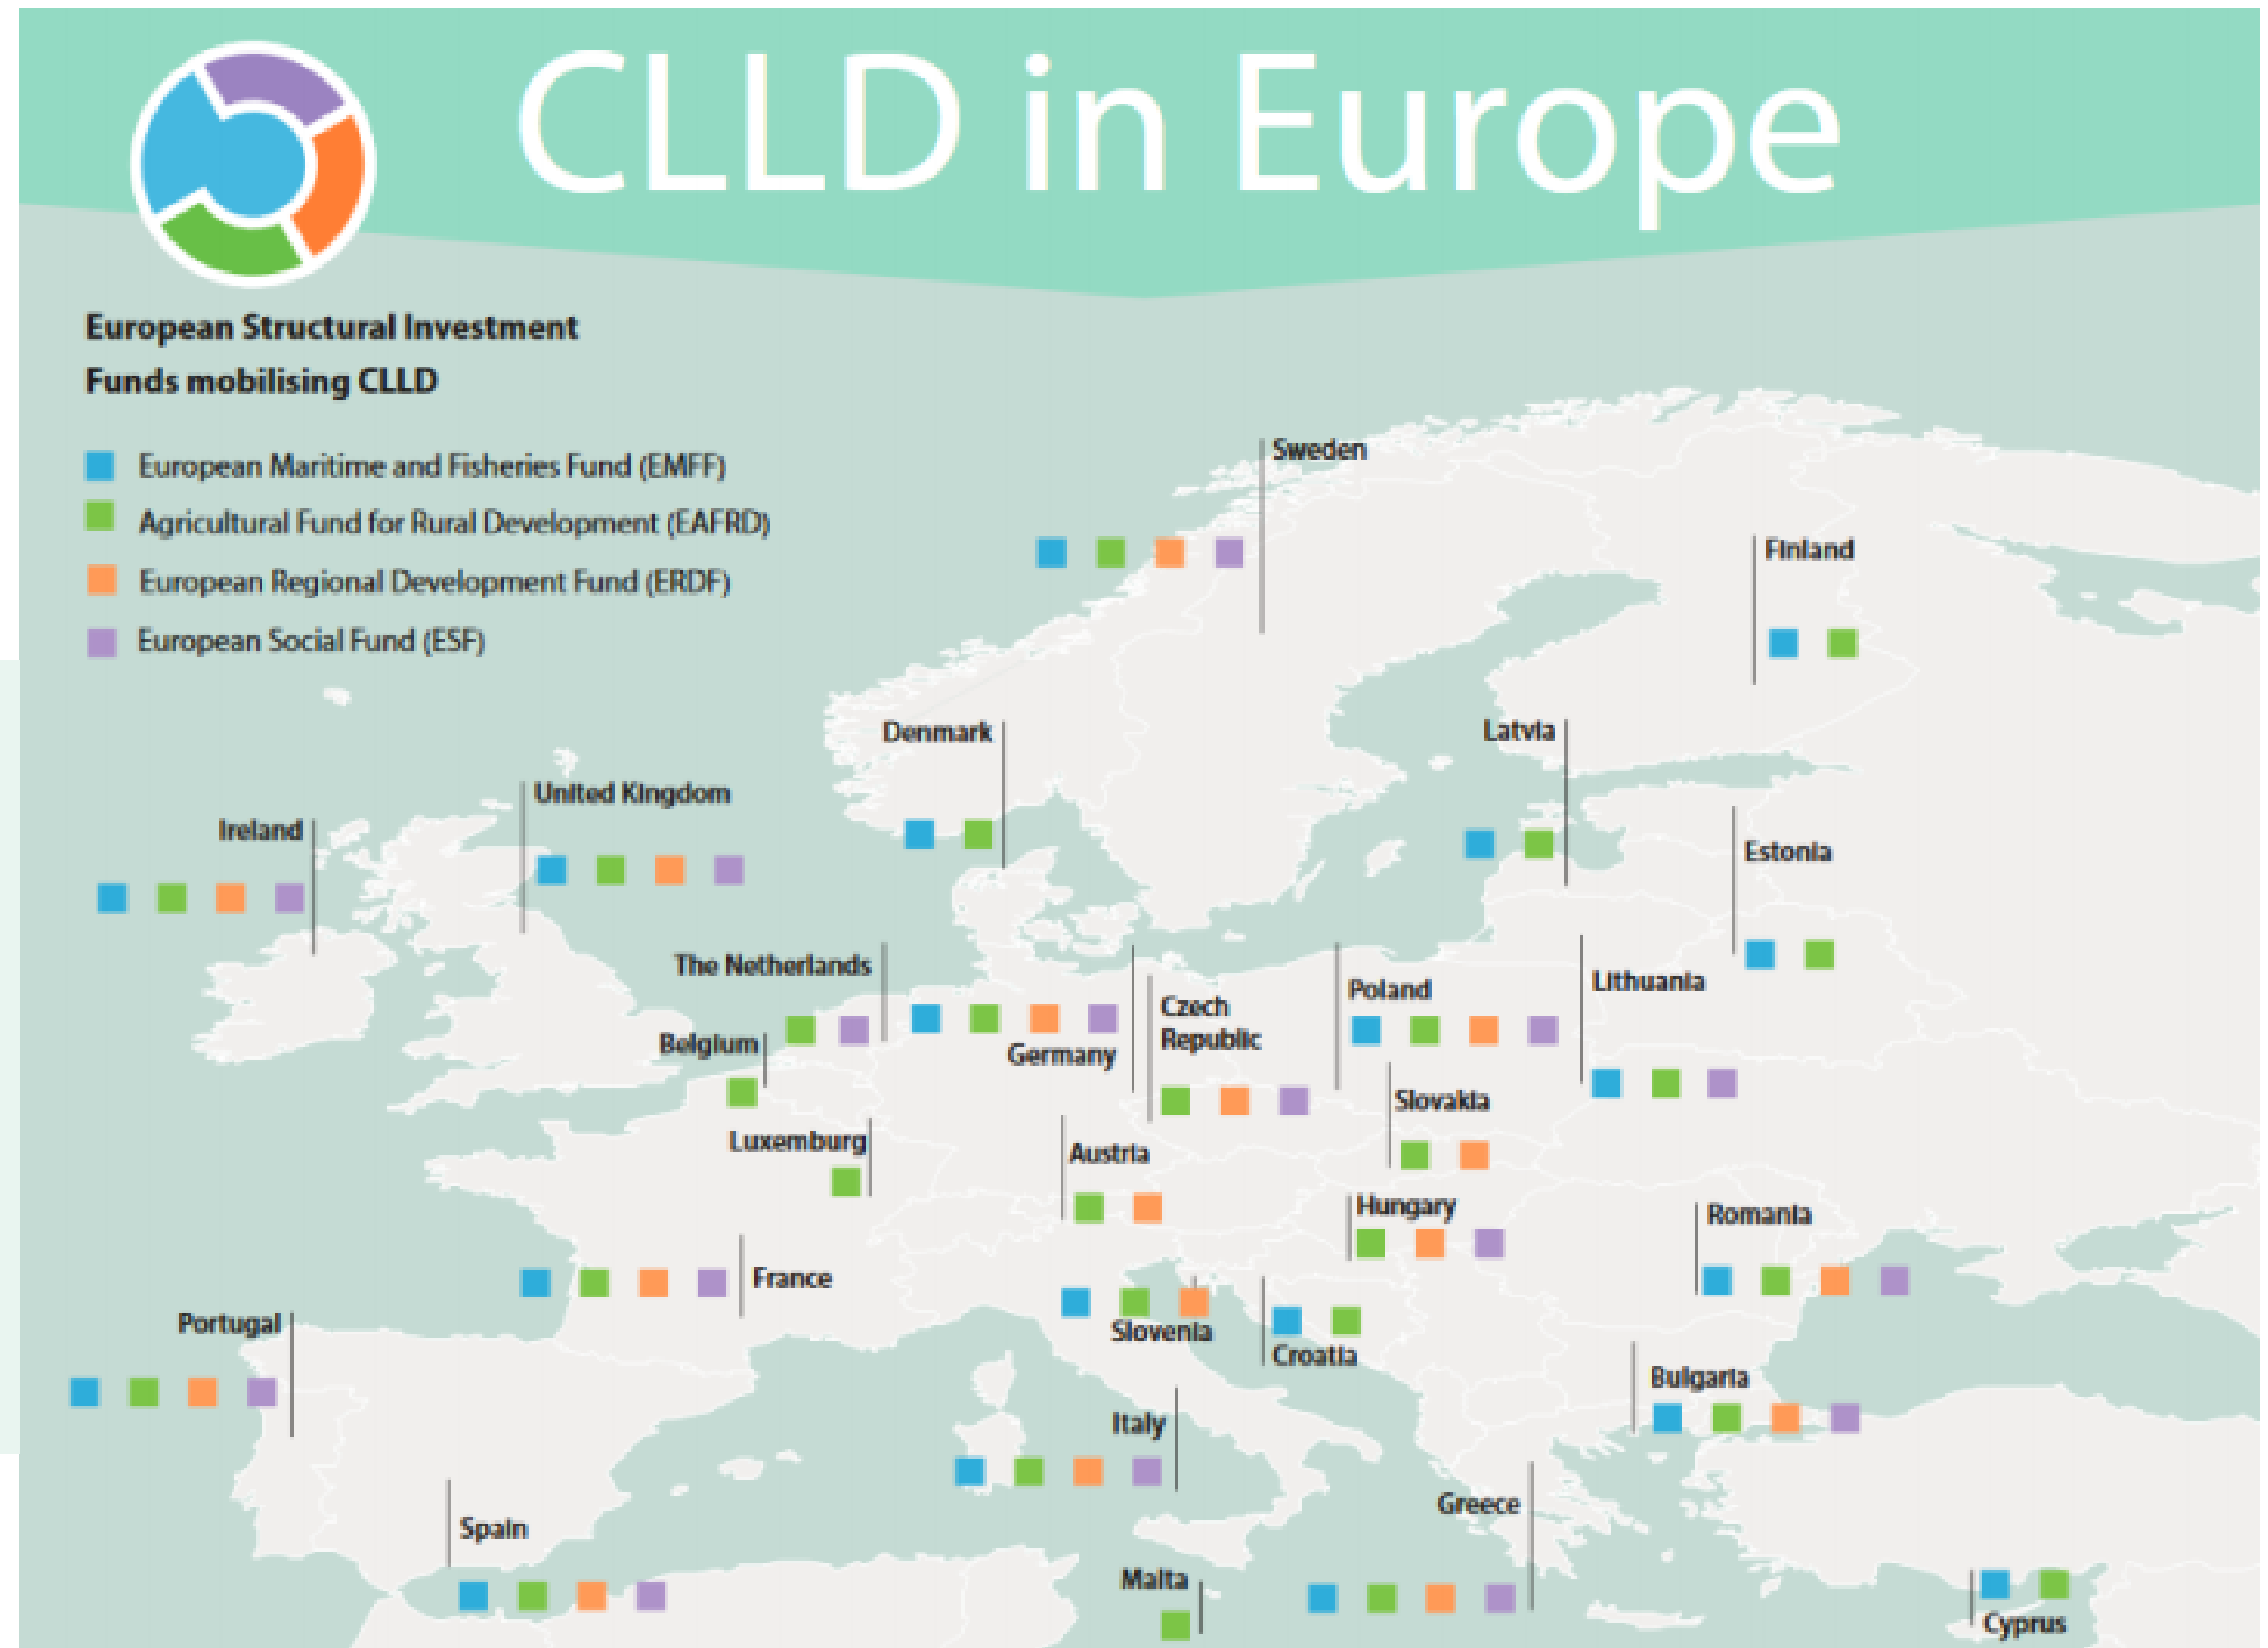 CLLD in Europe
European Structural Investment
Funds mobilising CLLD
European Maritime and Fisheries Fund (EMFF)
Agricultural Fund for Rural Development (EAFRD)
European Regional Development Fund (ERDF)
European Social Fund (ESF)
Sweden
Finland
Denmark
Latvia
United Kingdom
Ireland
Estonia
The Netherlands
Lithuania
Poland
Czech
Republic
Belgium
Germany
Slovakia
Luxemburg
Austria
Hungary
Romania
France
Portugal
Slovenia
Croatia
Bulgaria
Italy
Greece
Spain
Malta
Cyprus